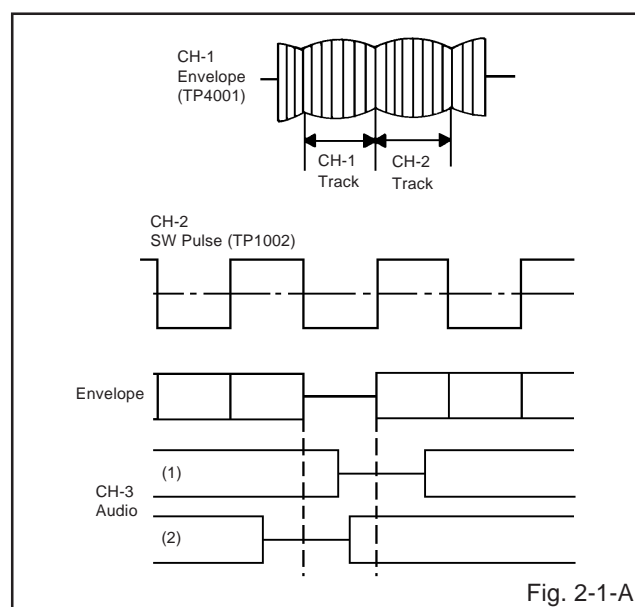 CH-1
Envelope
(TP4001)
CH-1
Track
CH-2
Track
CH-2
SW Pulse (TP1002)
Envelope
(1)
CH-3
Audio
(2)
Fig. 2-1-A